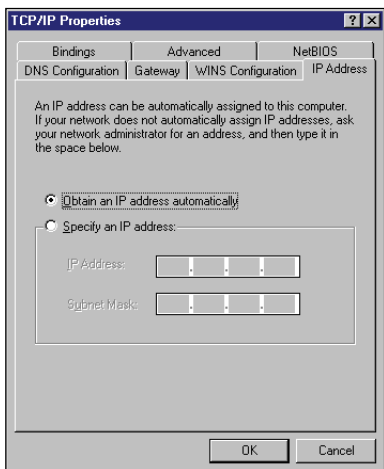 TCP/IP Properties
Bindings Advanced NetBIOS
DNS Configuration Gateway WINS Configuration IP Address
An IP address can be automatically assigned to this computer.
If your network does not automatically assign IP addresses, ask
your network administrator for an address, and then type it in
the space below.
Obtain an IP address automatically
Specify an IP address:
IP Address:
Subnet Mask:
OK Cancel